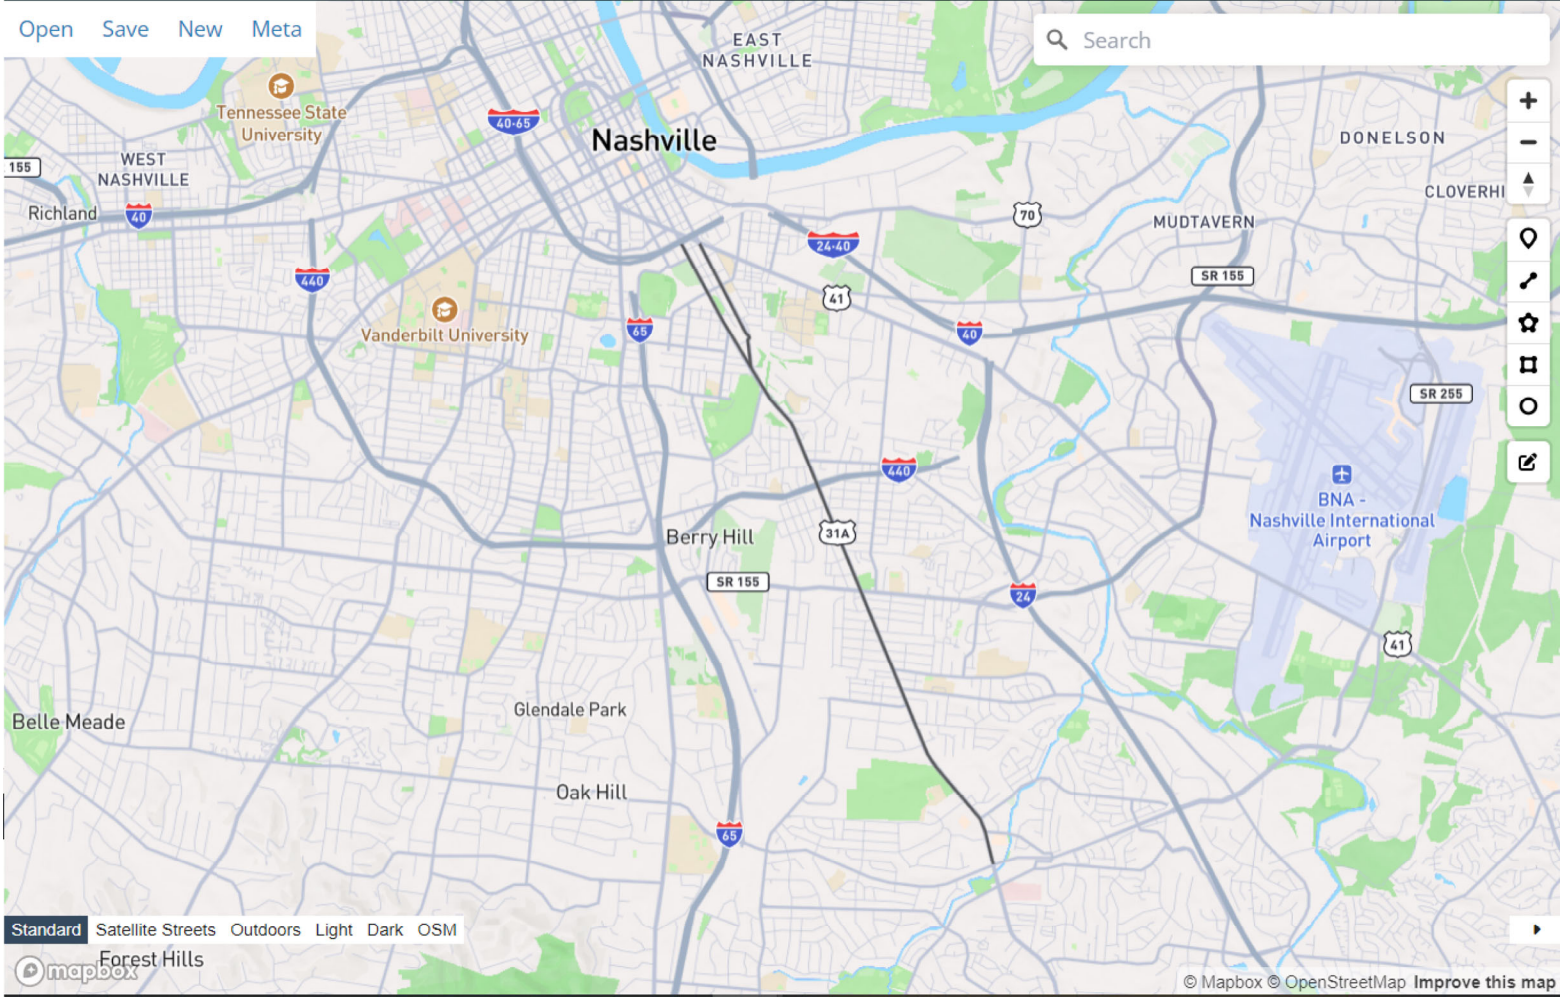 Open Save New Meta
Search
EAST
NASHVILLE
Tennessee State
University
40-65
Nashville
DONELSON
155
WEST
NASHVILLE
CLOVERHI
Richland
40
70
MUDTAVERN
24-40
440
SR 155
41
Vanderbilt University
65
40
SR 255
440
BNA -
Nashville International
Airport
31A
Berry Hill
SR 155
24
41
Belle Meade
Glendale Park
Oak Hill
65
Standard Satellite Streets Outdoors Light Dark OSM
Forest Hills
mapbox
© Mapbox © OpenStreetMap Improve this map